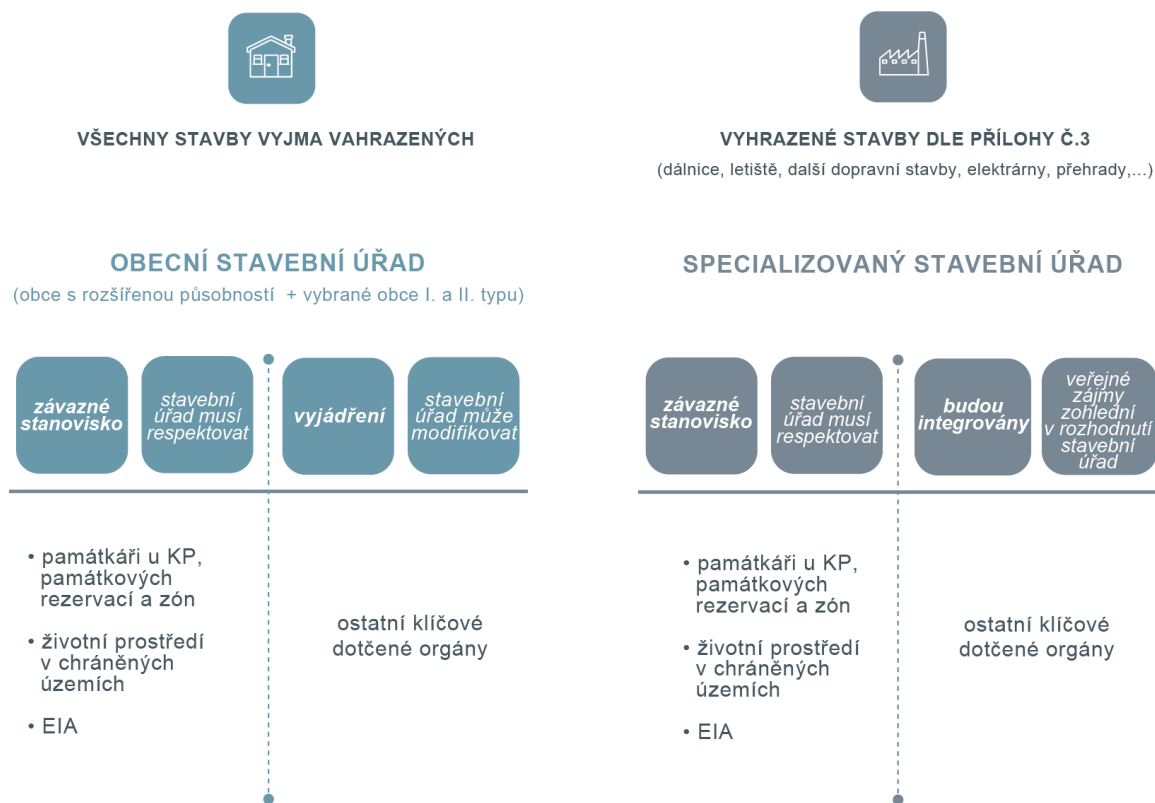 VŠECHNY STAVBY VYJMA VAHRAZENÝCH
OBECNÍ STAVEBNÍ ÚŘAD
(obce s rozšířenou působností + vybrané obce I. a II. typu)
závazné
stanovisko
stavební
úřad musí
respektovat
vyjádření
stavební
úřad může
modifikovat
• památkáři u KP,
památkových
rezervací a zón
• životní prostředí
v chráněných
územích
• EIA
ostatní klíčové
dotčené orgány
VYHRAZENÉ STAVBY DLE PŘÍLOHY Č.3
(dálnice, letiště, další dopravní stavby, elektrárny, přehrady,...)
SPECIALIZOVANÝ STAVEBNÍ ÚŘAD
závazné
stanovisko
stavební
úřad musí
respektovat
budou
integrovány
veřejné
zájmy
zohlední
v rozhodnutí
stavební
úřad
• památkáři u KP,
památkových
rezervací a zón
• životní prostředí
v chráněných
územích
• EIA
ostatní klíčové
dotčené orgány